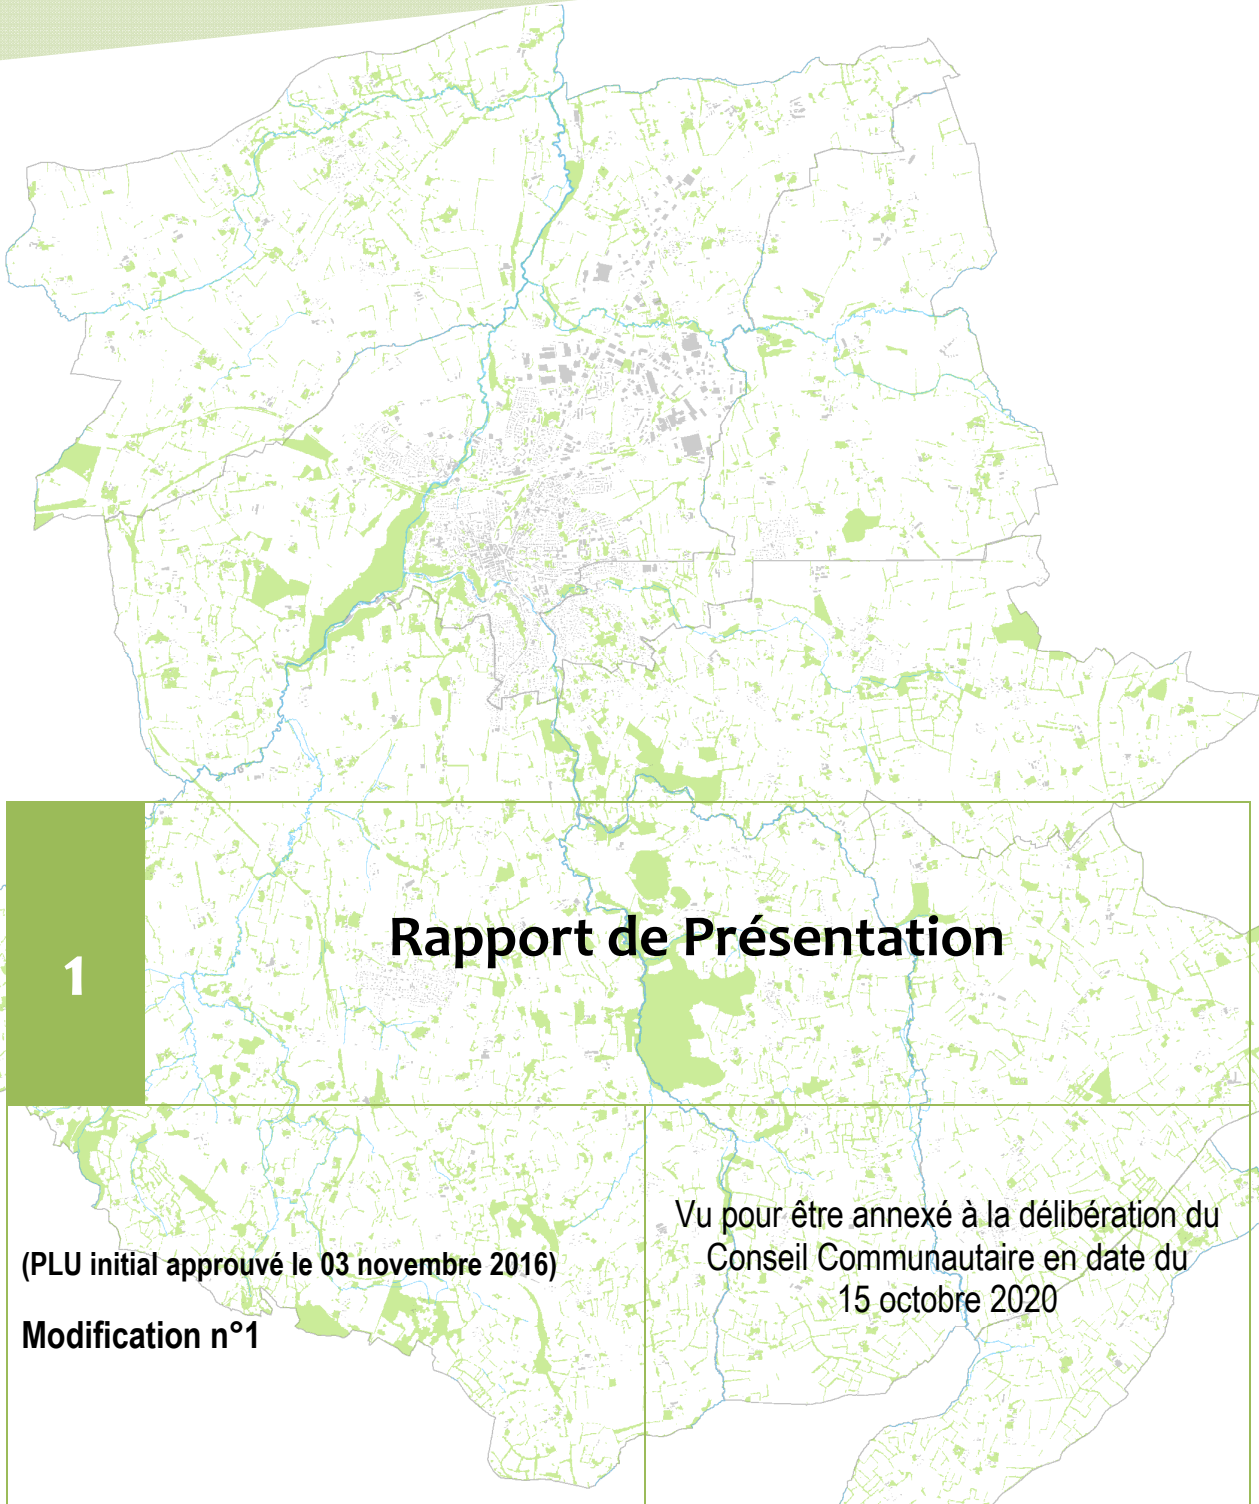 1
Rapport de Présentation
(PLU initial approuvé le 03 novembre 2016)
Modification n°1
Vu pour être annexé à la délibération du
Conseil Communautaire en date du
15 octobre 2020